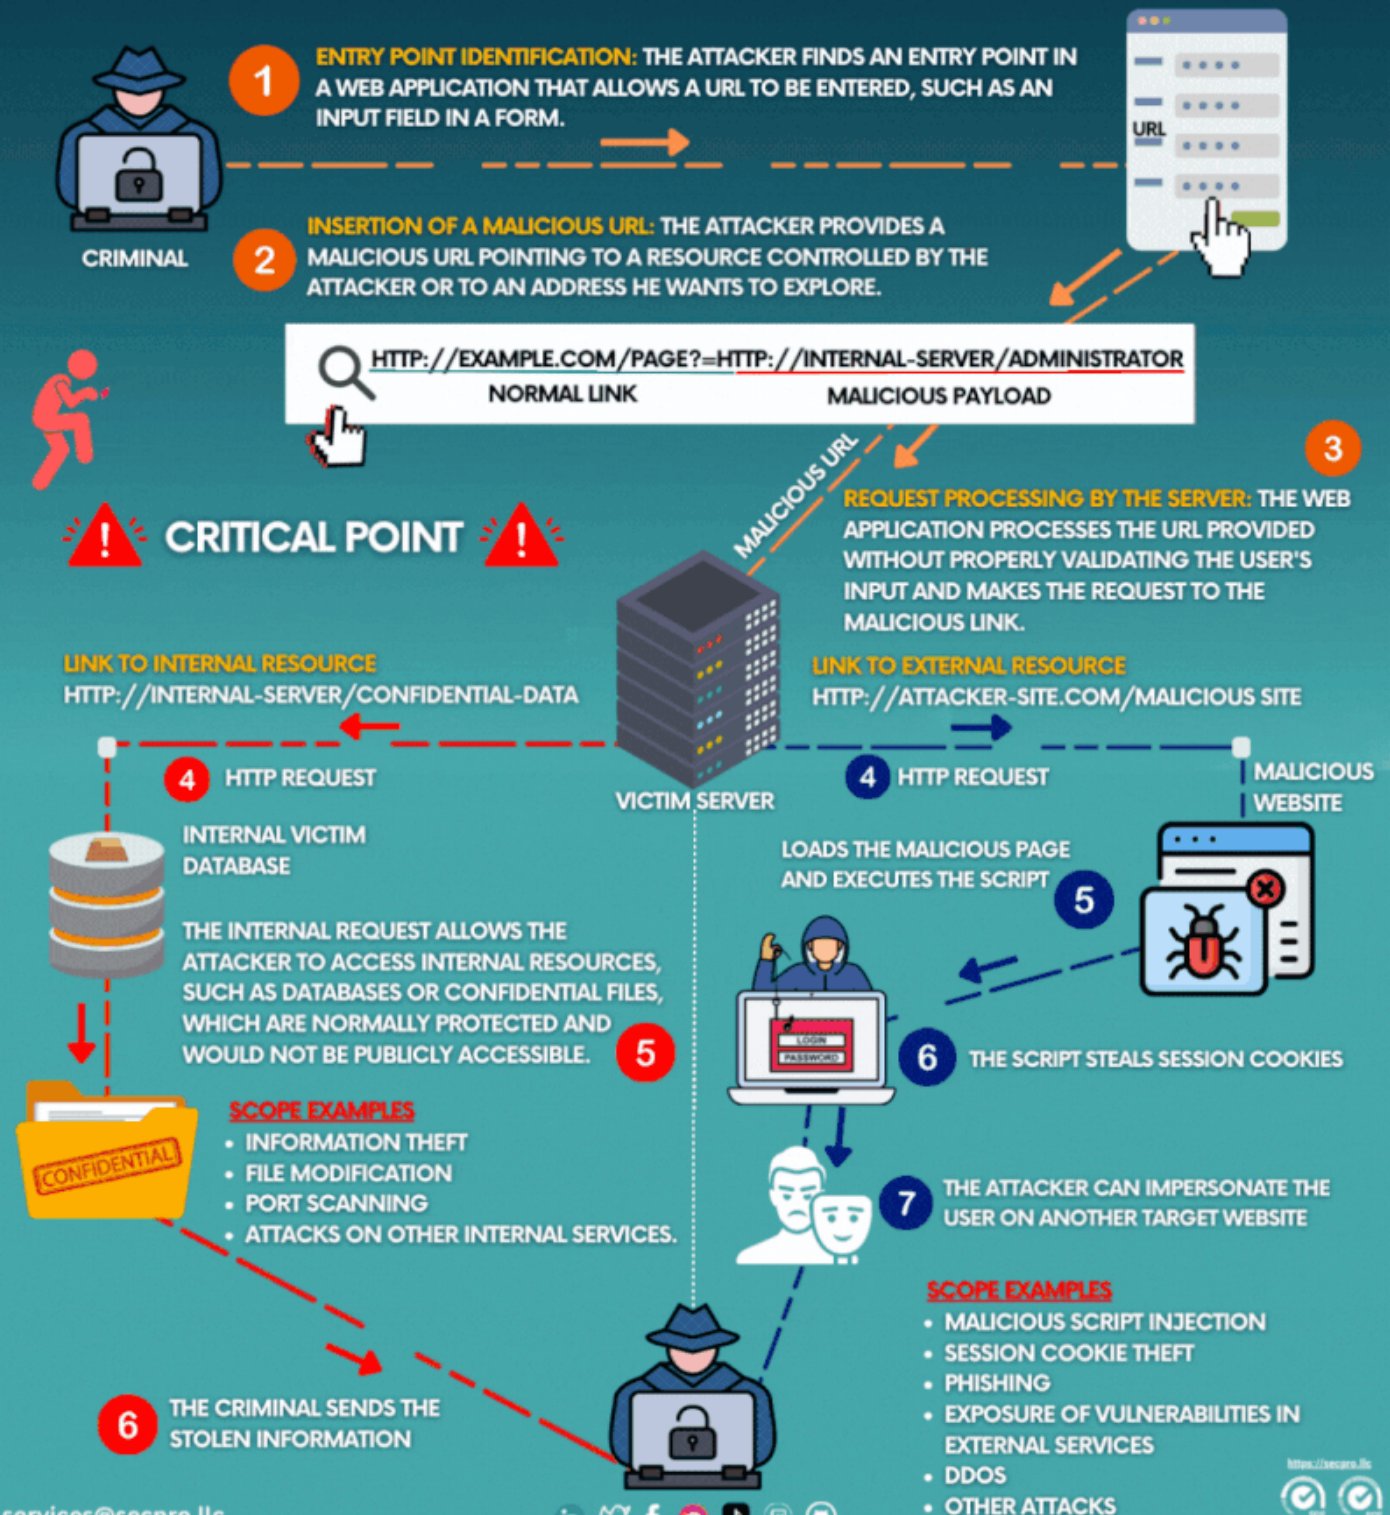 1
ENTRY POINT IDENTIFICATION: THE ATTACKER FINDS AN ENTRY POINT IN
A WEB APPLICATION THAT ALLOWS A URL TO BE ENTERED, SUCH AS AN
INPUT FIELD IN A FORM.
URL
CRIMINAL
2
INSERTION OF A MALICIOUS URL: THE ATTACKER PROVIDES A
MALICIOUS URL POINTING TO A RESOURCE CONTROLLED BY THE
ATTACKER OR TO AN ADDRESS HE WANTS TO EXPLORE.
HTTP://EXAMPLE.COM/PAGE?=HTTP://INTERNAL-SERVER/ADMINISTRATOR
NORMAL LINK MALICIOUS PAYLOAD
MALICIOUS URL
3
REQUEST PROCESSING BY THE SERVER: THE WEB
APPLICATION PROCESSES THE URL PROVIDED
WITHOUT PROPERLY VALIDATING THE USER'S
INPUT AND MAKES THE REQUEST TO THE
MALICIOUS LINK.
! CRITICAL POINT !
LINK TO INTERNAL RESOURCE
HTTP://INTERNAL-SERVER/CONFIDENTIAL-DATA
4 HTTP REQUEST
VICTIM SERVER
INTERNAL VICTIM
DATABASE
THE INTERNAL REQUEST ALLOWS THE
ATTACKER TO ACCESS INTERNAL RESOURCES,
SUCH AS DATABASES OR CONFIDENTIAL FILES,
WHICH ARE NORMALLY PROTECTED AND
WOULD NOT BE PUBLICLY ACCESSIBLE.
5
CONFIDENTIAL
SCOPE EXAMPLES
• INFORMATION THEFT
• FILE MODIFICATION
• PORT SCANNING
• ATTACKS ON OTHER INTERNAL SERVICES.
6
THE CRIMINAL SENDS THE
STOLEN INFORMATION
LINK TO EXTERNAL RESOURCE
HTTP://ATTACKER-SITE.COM/MALICIOUS SITE
4 HTTP REQUEST
MALICIOUS
WEBSITE
LOADS THE MALICIOUS PAGE
AND EXECUTES THE SCRIPT
5
LOGIN
PASSWORD
6 THE SCRIPT STEALS SESSION COOKIES
7
THE ATTACKER CAN IMPERSONATE THE
USER ON ANOTHER TARGET WEBSITE
SCOPE EXAMPLES
• MALICIOUS SCRIPT INJECTION
• SESSION COOKIE THEFT
• PHISHING
• EXPOSURE OF VULNERABILITIES IN
EXTERNAL SERVICES
• DDOS
• OTHER ATTACKS
https://secpro.llc
services@secpro.llc